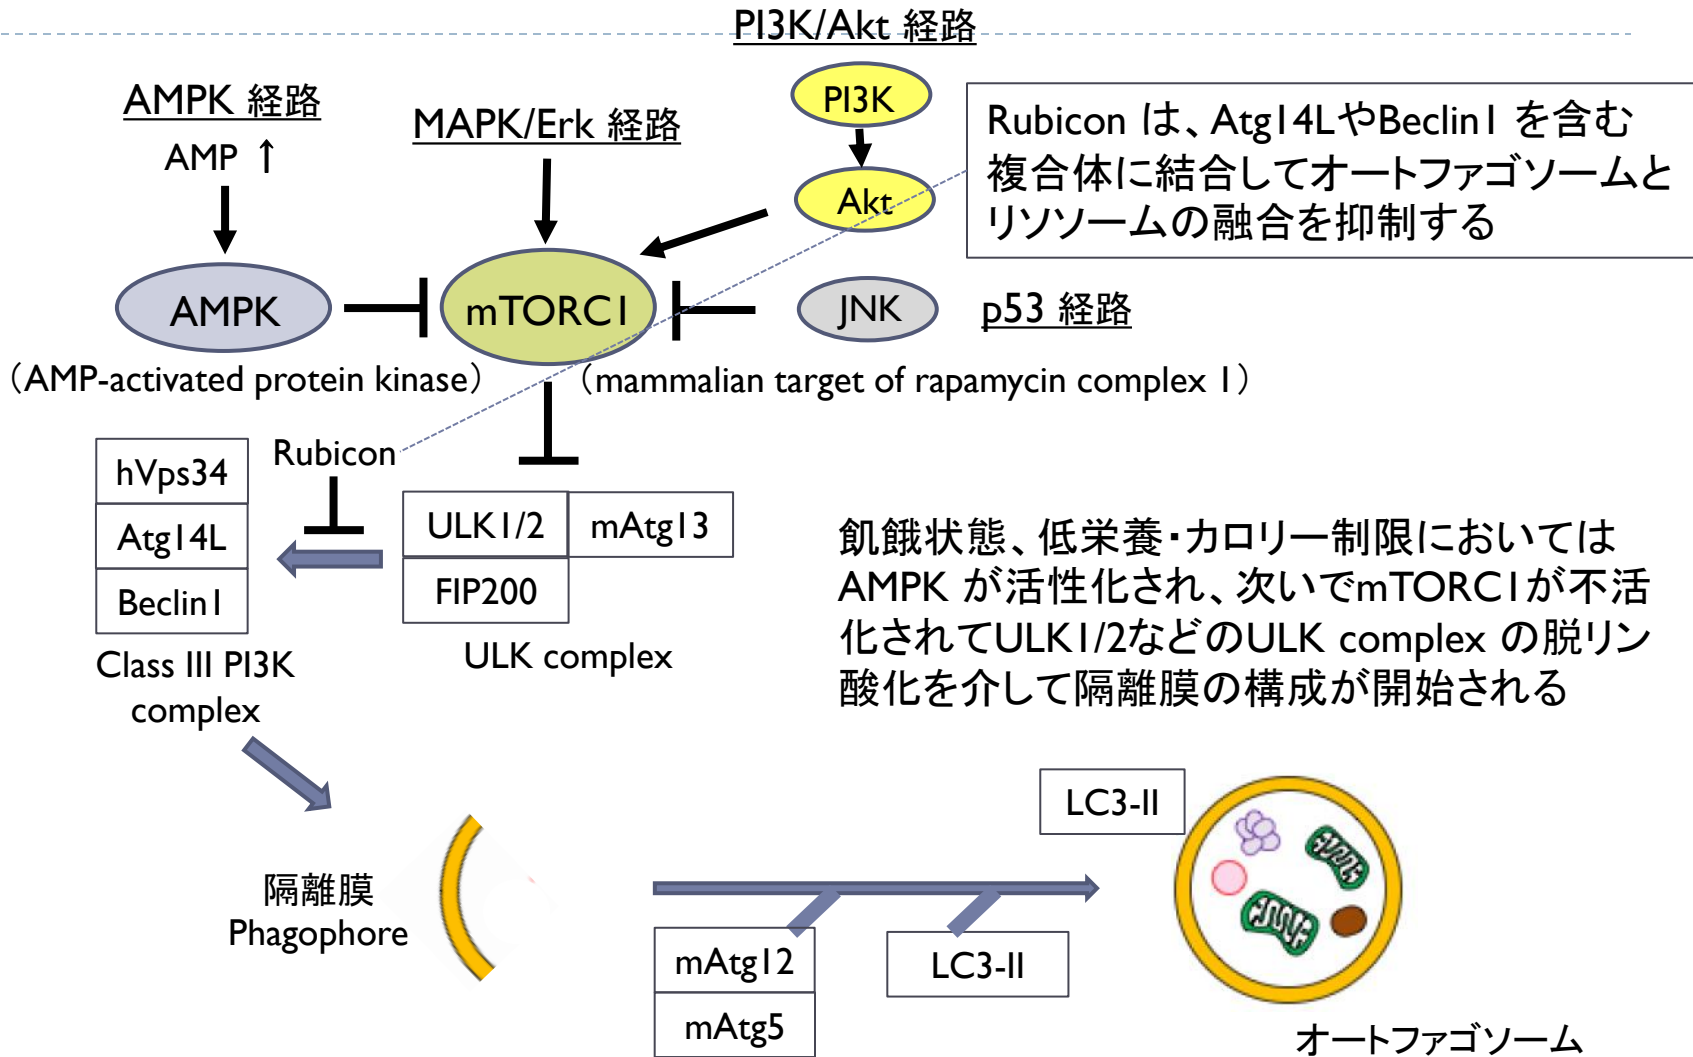 PI3K/Akt 経路
AMPK 経路
AMP ↑
MAPK/Erk 経路
PI3K
Akt
Rubicon は、Atg14LやBeclin1 を含む
複合体に結合してオートファゴソームと
リソソームの融合を抑制する
AMPK
mTORC1
JNK
p53 経路
（AMP-activated protein kinase）
（mammalian target of rapamycin complex 1）
Rubicon
hVps34
Atg14L
Beclin1
Class III PI3K
complex
ULK1/2
mAtg13
FIP200
ULK complex
飢餓状態、低栄養・カロリー制限においては
AMPK が活性化され、次いでmTORC1が不活
化されてULK1/2などのULK complex の脱リン
酸化を介して隔離膜の構成が開始される
隔離膜
Phagophore
mAtg12
mAtg5
LC3-II
LC3-II
オートファゴソーム